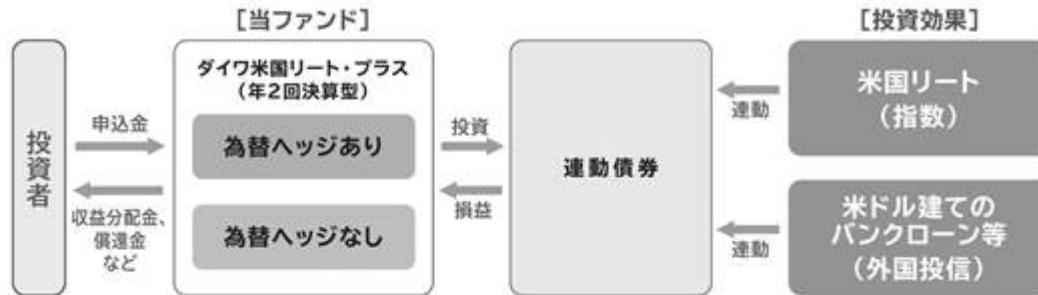 [当ファンド]
[投資効果]
投資者
申込金
収益分配金、
償還金
など
ダイワ米国リート・プラス
(年2回決算型)
為替ヘッジあり
為替ヘッジなし
投資
損益
連動債券
連動
連動
米国リート
(指数)
米ドル建ての
バンクローン等
(外国投信)